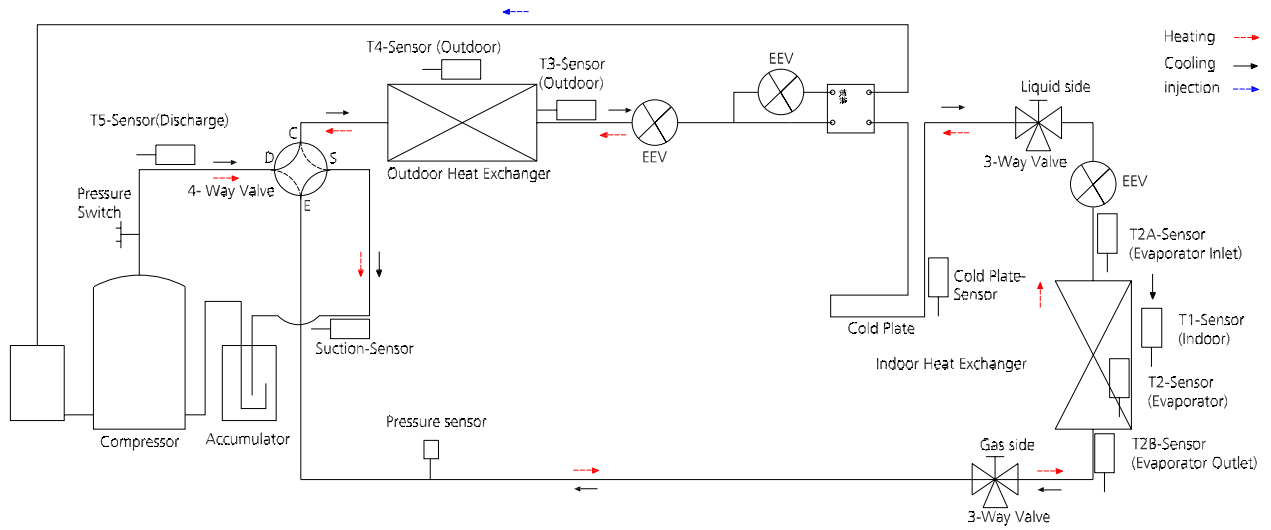 T4-Sensor (Outdoor)
T3-Sensor
(Outdoor)
EEV
Heating
Cooling
injection
Liquid side
T5-Sensor(Discharge)
C
D
S
E
4- Way Valve
EEV
3-Way Valve
Outdoor Heat Exchanger
EEV
Pressure
Switch
T2A-Sensor
(Evaporator Inlet)
Cold Plate-
Sensor
Cold Plate
T1-Sensor
(Indoor)
Suction-Sensor
Indoor Heat Exchanger
T2-Sensor
(Evaporator)
Pressure sensor
Compressor
Accumulator
Gas side
T2B-Sensor
(Evaporator Outlet)
3-Way Valve